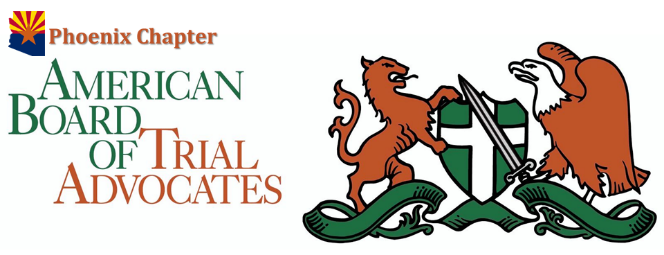 Phoenix Chapter
AMERICAN
BOARD
OF TRIAL
ADVOCATES